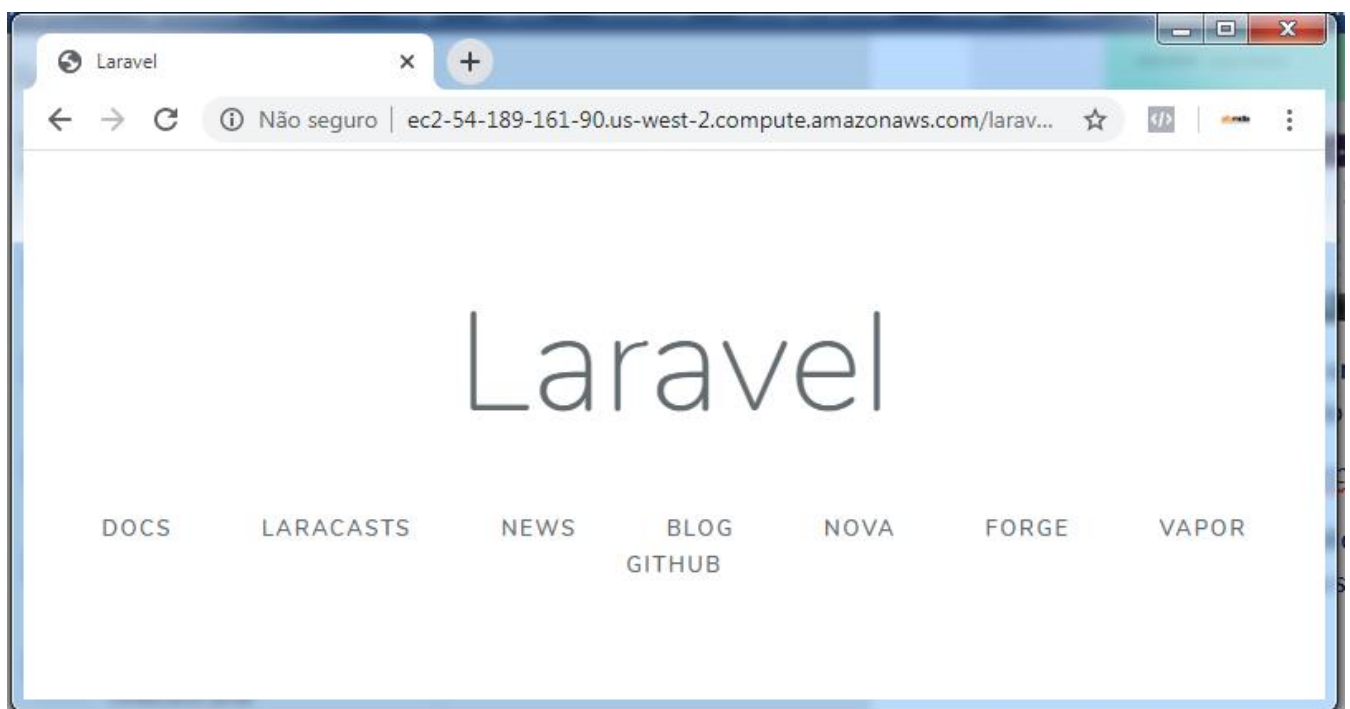 Laravel
Não seguro | ec2-54-189-161-90.us-west-2.compute.amazonaws.com/larav...
Laravel
DOCS LARACASTS NEWS BLOG NOVA FORGE VAPOR
GITHUB